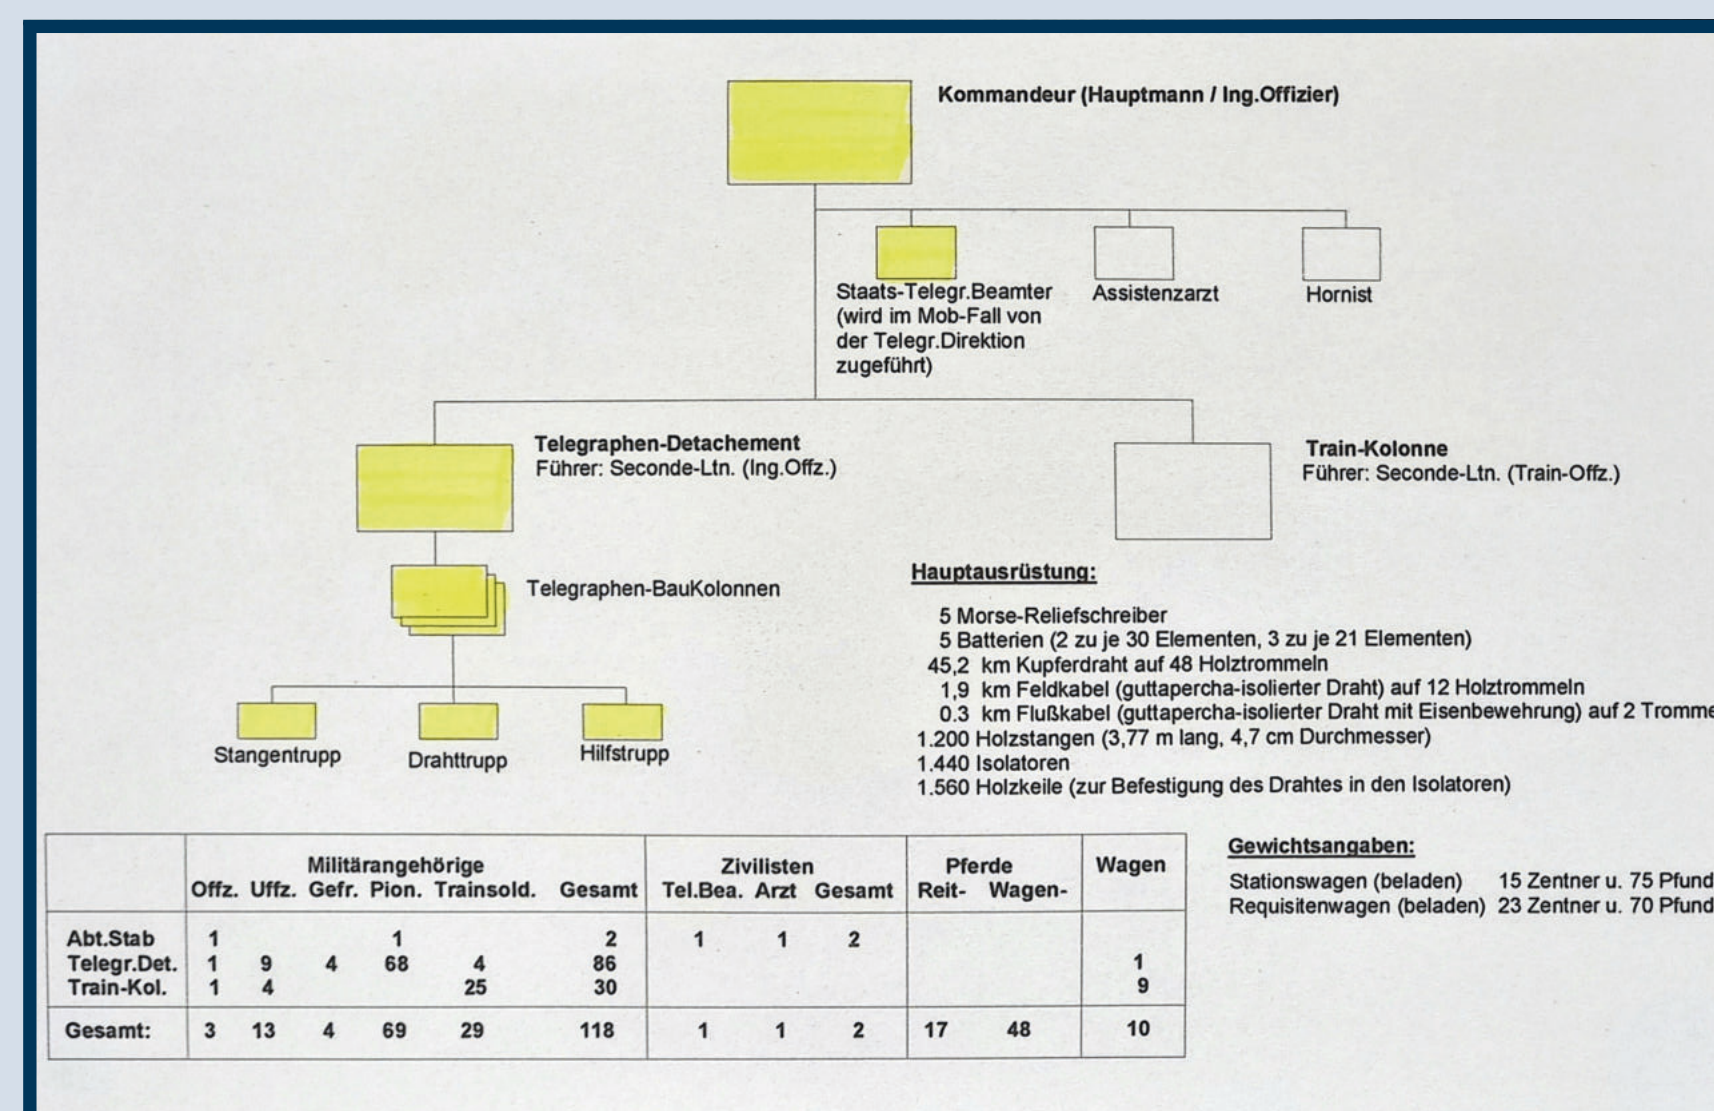 Kommandeur (Hauptmann / Ing.Offizier)
Staats-Telegr.Beamter
(wird im Mob-Fall von
der Telegr.Direktion
zugeführt)
Assistenzarzt
Hornist
Telegraphen-Detachement
Führer: Seconde-Ltn. (Ing.Offz.)
Train-Kolonne
Führer: Seconde-Ltn. (Train-Offz.)
Telegraphen-BauKolonnen
Stangentrupp
Drahttrupp
Hilfstrupp
Hauptausrüstung:
5 Morse-Reliefschreiber
5 Batterien (2 zu je 30 Elementen, 3 zu je 21 Elementen)
45,2 km Kupferdraht auf 48 Holztrommeln
1,9 km Feldkabel (guttapercha-isolierter Draht) auf 12 Holztrommeln
0.3 km Flußkabel (guttapercha-isolierter Draht mit Eisenbewehrung) auf 2
1.200 Holzstangen (3,77 m lang, 4,7 cm Durchmesser)
1.440 Isolatoren
1.560 Holzkeile (zur Befestigung des Drahtes in den Isolatoren)
Militärangehörige Zivilisten Pferde Wagen
Offz. Uffz. Gefr. Pion. Trainsold. Gesamt Tel.Bea. Arzt Gesamt Reit- Wagen-
Abt.Stab 1 1 2 1 1 2
Telegr.Det. 1 9 4 68 4 86 1
Train-Kol. 1 4 25 30 9
Gesamt: 3 13 4 69 29 118 1 1 2 17 48 10
Gewichtsangaben:
Stationswagen (beladen) 15 Zentner u. 75 Pfund
Requisitenwagen (beladen) 23 Zentner u. 70 Pfund